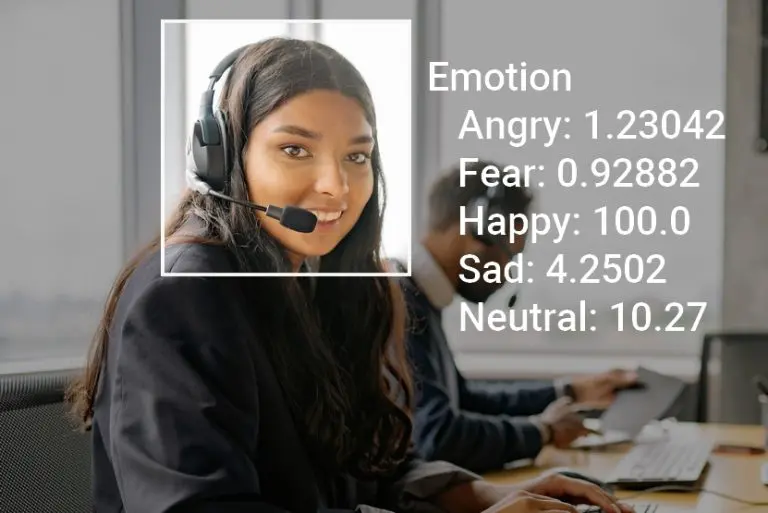 Emotion
Angry: 1.23042
Fear: 0.92882
Happy: 100.0
Sad: 4.2502
Neutral: 10.27